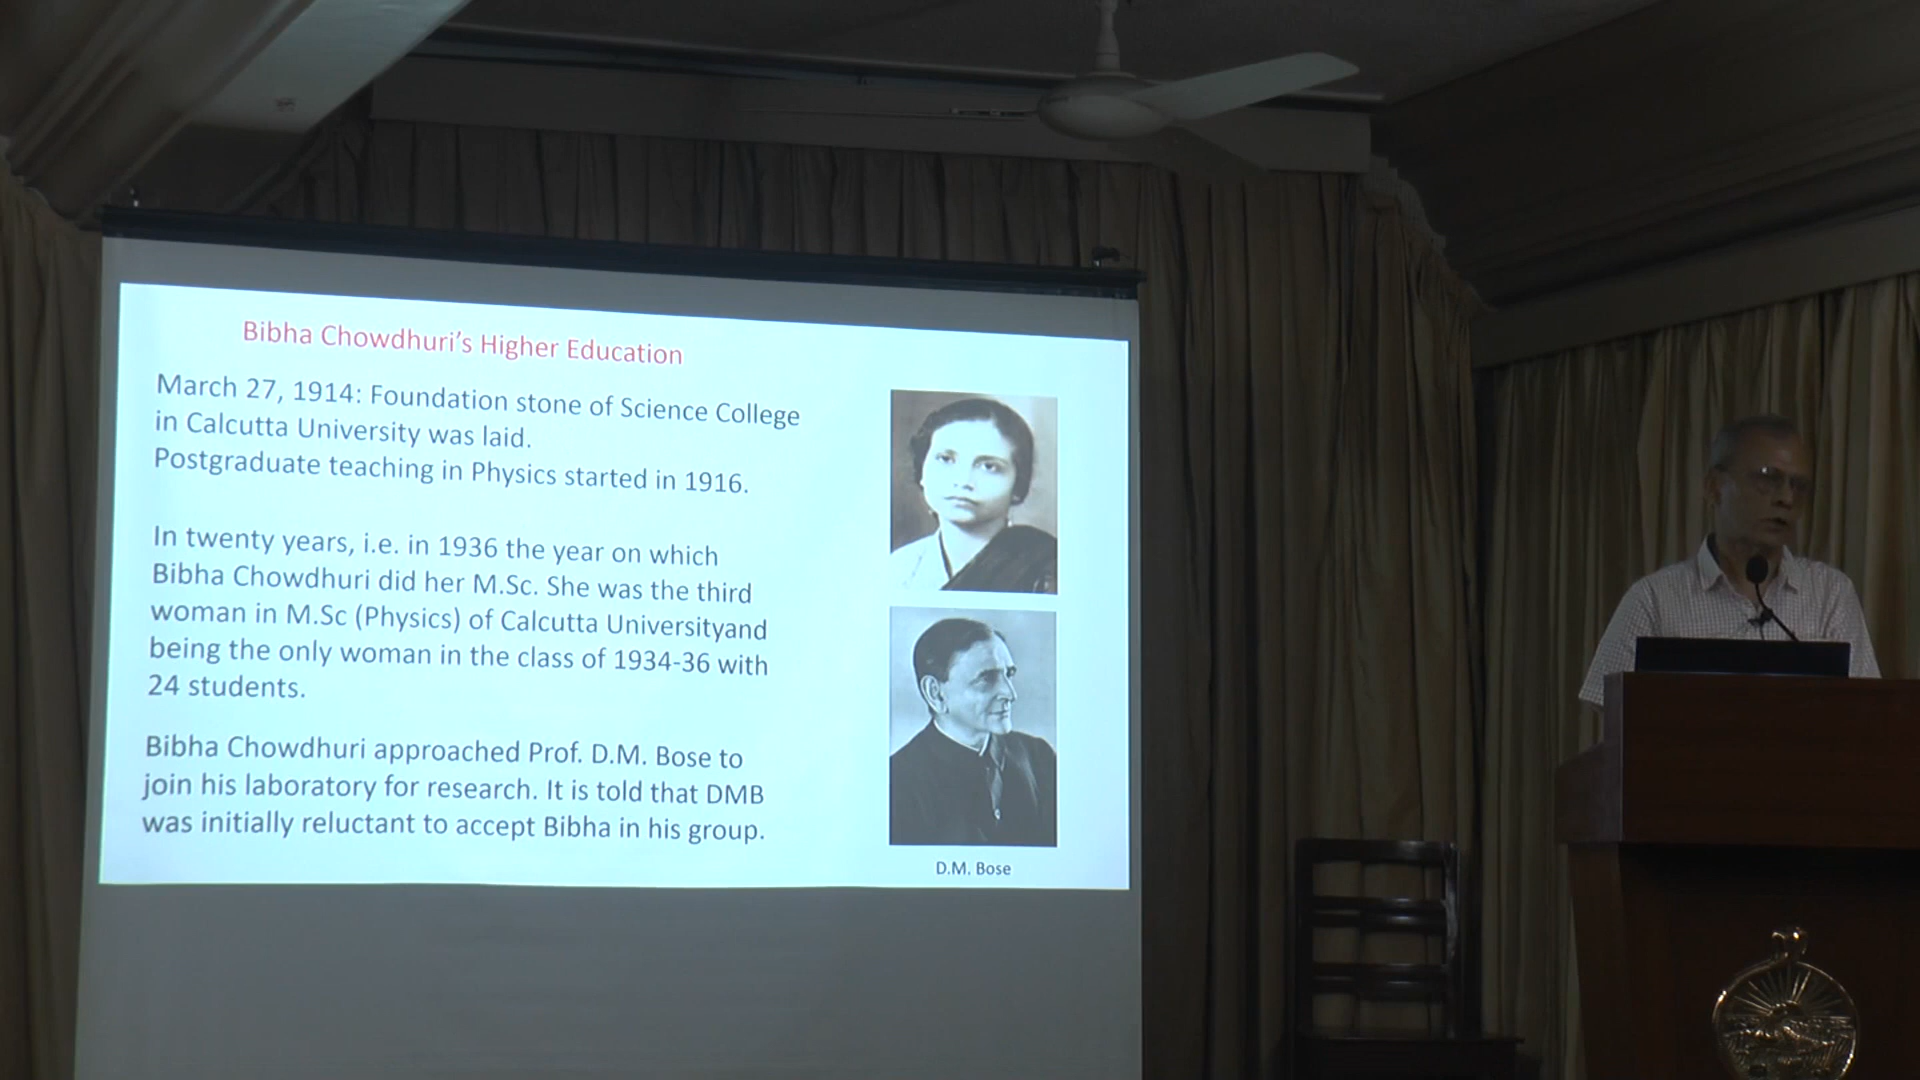 Bibha Chowdhuri's Higher Education
March 27, 1914: Foundation stone of Science College
in Calcutta University was laid.
Postgraduate teaching in Physics started in 1916.
In twenty years, i.e. in 1936 the year on which
Bibha Chowdhuri did her M.Sc. She was the third
woman in M.Sc (Physics) of Calcutta Universityand
being the only woman in the class of 1934-36 with
24 students.
Bibha Chowdhuri approached Prof. D.M. Bose to
join his laboratory for research. It is told that DMB
was initially reluctant to accept Bibha in his group.
D.M. Bose